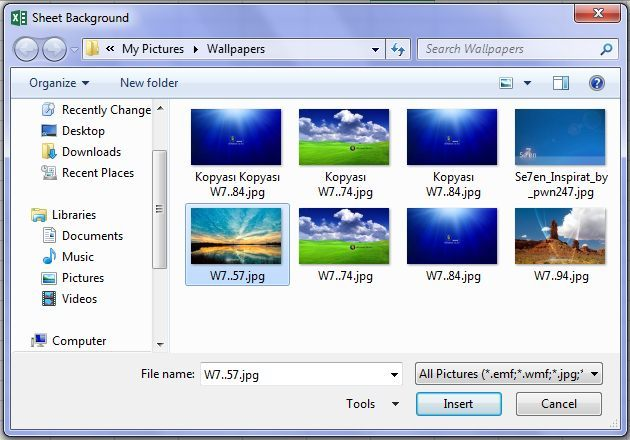 Sheet Background
« My Pictures Wallpapers
Search Wallpapers
Organize New folder
Recently Change
Desktop
Downloads
Recent Places
Libraries
Documents
Music
Pictures
Videos
Computer
Kopyası Kopyası
W7..84.jpg
Kopyası
W7..74.jpg
Kopyası
W7..84.jpg
Se7en_Inspirat_by
_pwn247.jpg
W7..57.jpg
W7..74.jpg
W7..84.jpg
W7..94.jpg
File name: W7..57.jpg
All Pictures (*.emf;*.wmf;*.jpg;*
Tools Insert Cancel